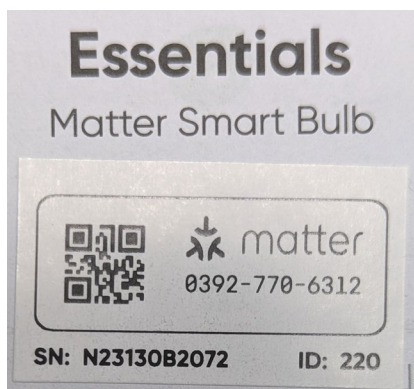 Essentials
Matter Smart Bulb
matter
0392-770-6312
SN: N23130B2072 ID: 220